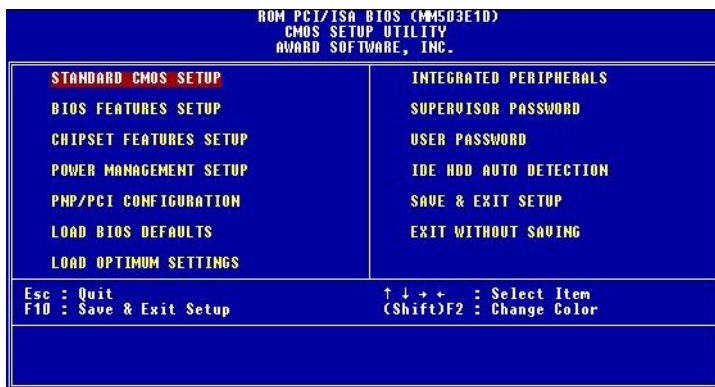 ROM PCI/ISA BIOS (MM5D3E1D)
CMOS SETUP UTILITY
AWARD SOFTWARE, INC.
STANDARD CMOS SETUP
BIOS FEATURES SETUP
CHIPSET FEATURES SETUP
POWER MANAGEMENT SETUP
PNP/PCI CONFIGURATION
LOAD BIOS DEFAULTS
LOAD OPTIMUM SETTINGS
INTEGRATED PERIPHERALS
SUPERVISOR PASSWORD
USER PASSWORD
IDE HDD AUTO DETECTION
SAVE & EXIT SETUP
EXIT WITHOUT SAVING
Esc : Quit
F10 : Save & Exit Setup
↑ ↓ → ← : Select Item
(Shift)F2 : Change Color